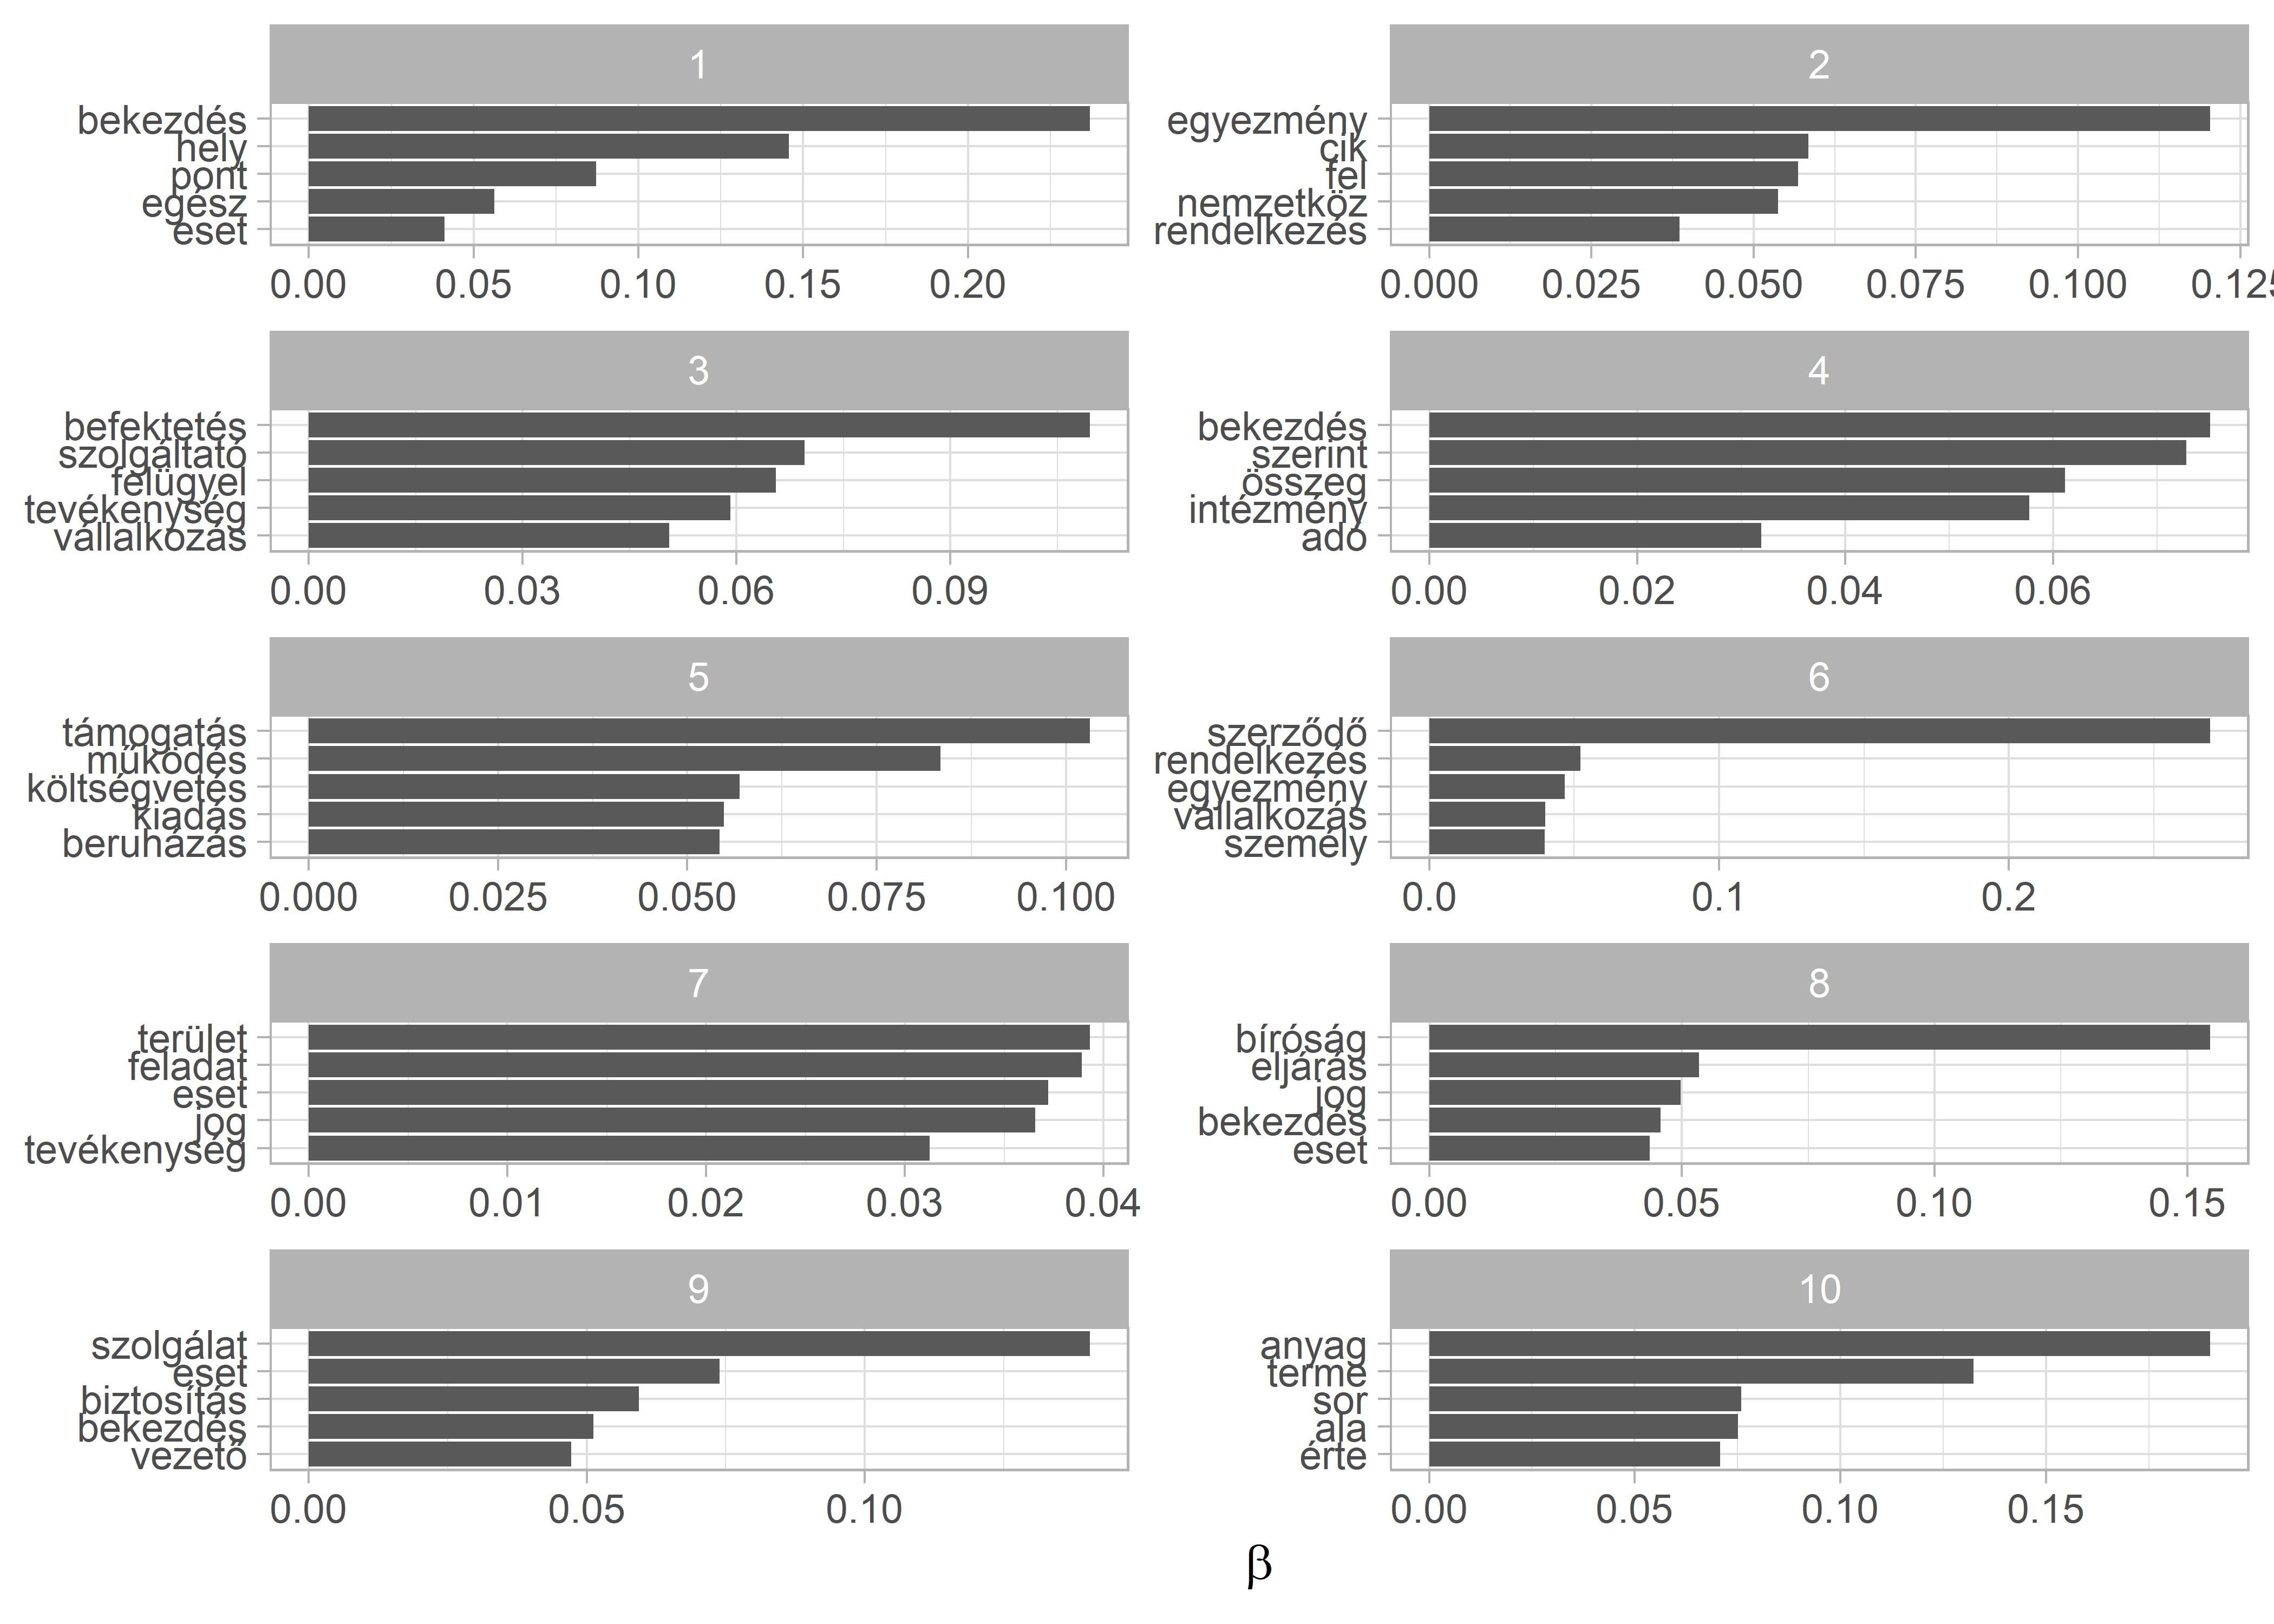 1
bekezdés
hely
pont
egész
eset
0.00 0.05 0.10 0.15 0.20
2
egyezmény
cik
fel
nemzetköz
rendelkezés
0.000 0.025 0.050 0.075 0.100 0.125
3
befektetés
szolgáltató
felügyel
tevékenység
vállalkozás
0.00 0.03 0.06 0.09
4
bekezdés
szerint
összeg
intézmény
adó
0.00 0.02 0.04 0.06
5
támogatás
működés
költségvetés
kiadás
beruházás
0.000 0.025 0.050 0.075 0.100
6
szerződő
rendelkezés
egyezmény
vállalkozás
személy
0.0 0.1 0.2
7
terület
feladat
eset
jog
tevékenység
0.00 0.01 0.02 0.03 0.04
8
bíróság
eljárás
jog
bekezdés
eset
0.00 0.05 0.10 0.15
9
szolgálat
eset
biztosítás
bekezdés
vezető
0.00 0.05 0.10
10
anyag
terme
sor
ala
érte
0.00 0.05 0.10 0.15
β